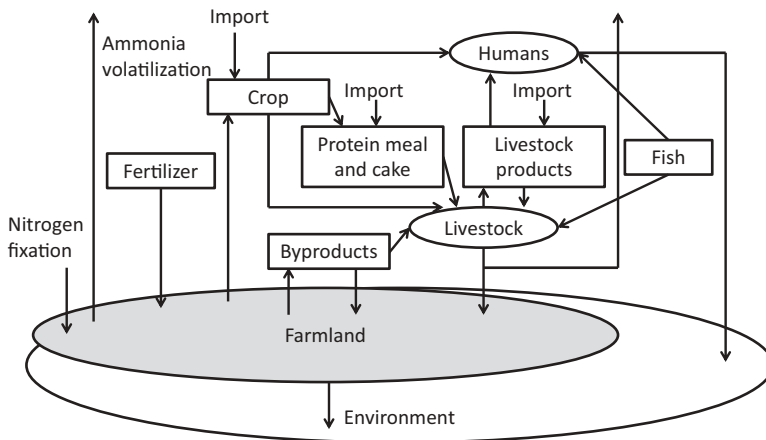 Import
Ammonia
volatilization
Humans
Import
Import
Crop
Protein meal
and cake
Livestock
products
Fish
Fertilizer
Nitrogen
fixation
Livestock
Byproducts
Farmland
Environment